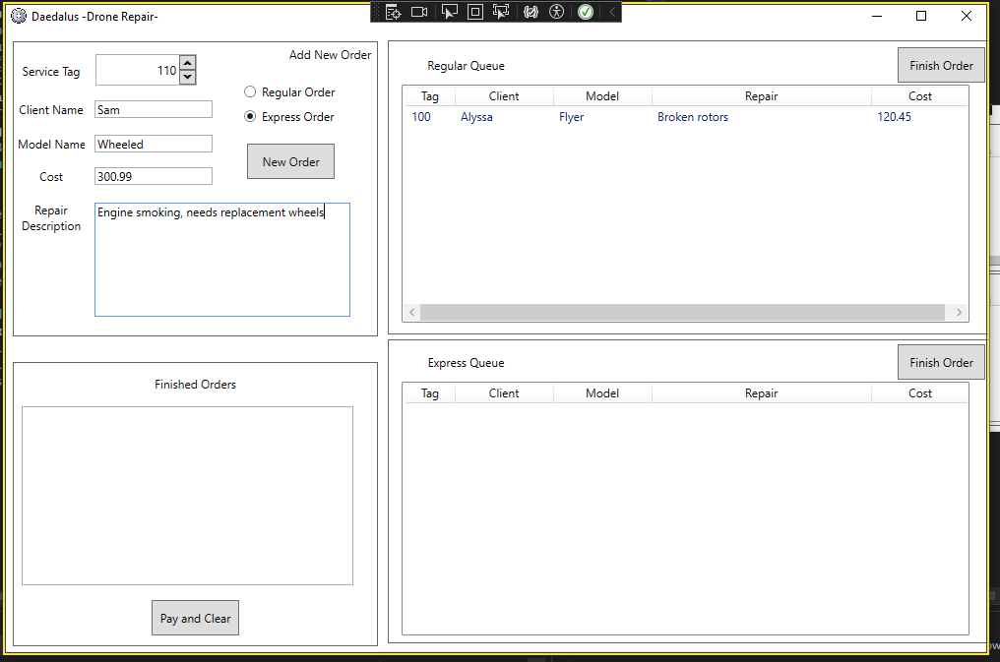 Daedalus -Drone Repair-
Add New Order
Service Tag 110
Regular Order
Client Name Sam
Express Order
Model Name Wheeled
New Order
Cost 300.99
Repair
Description
Engine smoking, needs replacement wheels
Regular Queue
Finish Order
Tag Client Model Repair Cost
100 Alyssa Flyer Broken rotors 120.45
Finished Orders
Pay and Clear
Express Queue
Finish Order
Tag Client Model Repair Cost